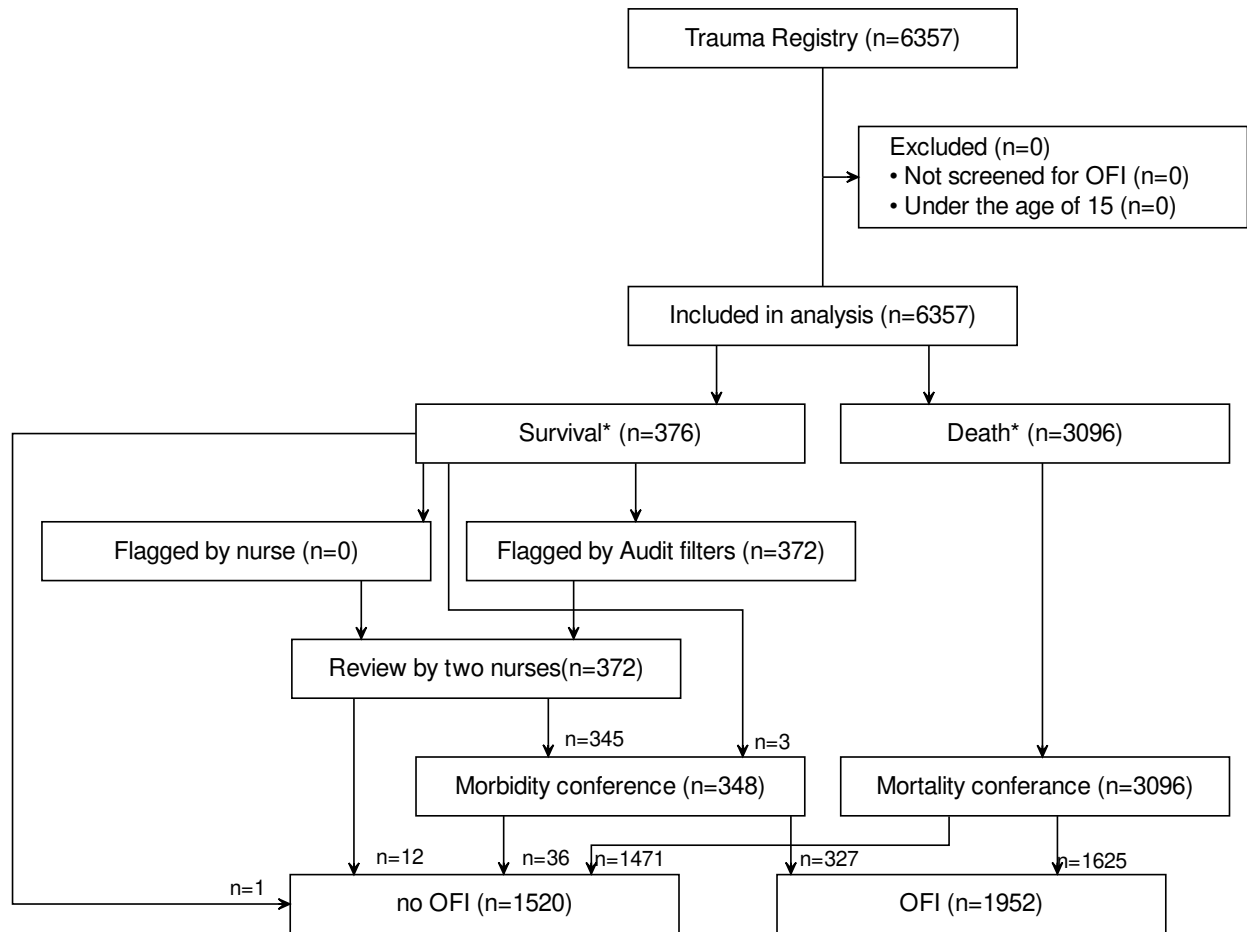 Trauma Registry (n=6357)
Excluded (n=0)
• Not screened for OFI (n=0)
• Under the age of 15 (n=0)
Included in analysis (n=6357)
Survival* (n=376)
Death* (n=3096)
Flagged by nurse (n=0)
Flagged by Audit filters (n=372)
Review by two nurses(n=372)
n=345
n=3
Morbidity conference (n=348)
Mortality conferance (n=3096)
n=12
n=36
n=1471
n=327
n=1625
n=1
no OFI (n=1520)
OFI (n=1952)